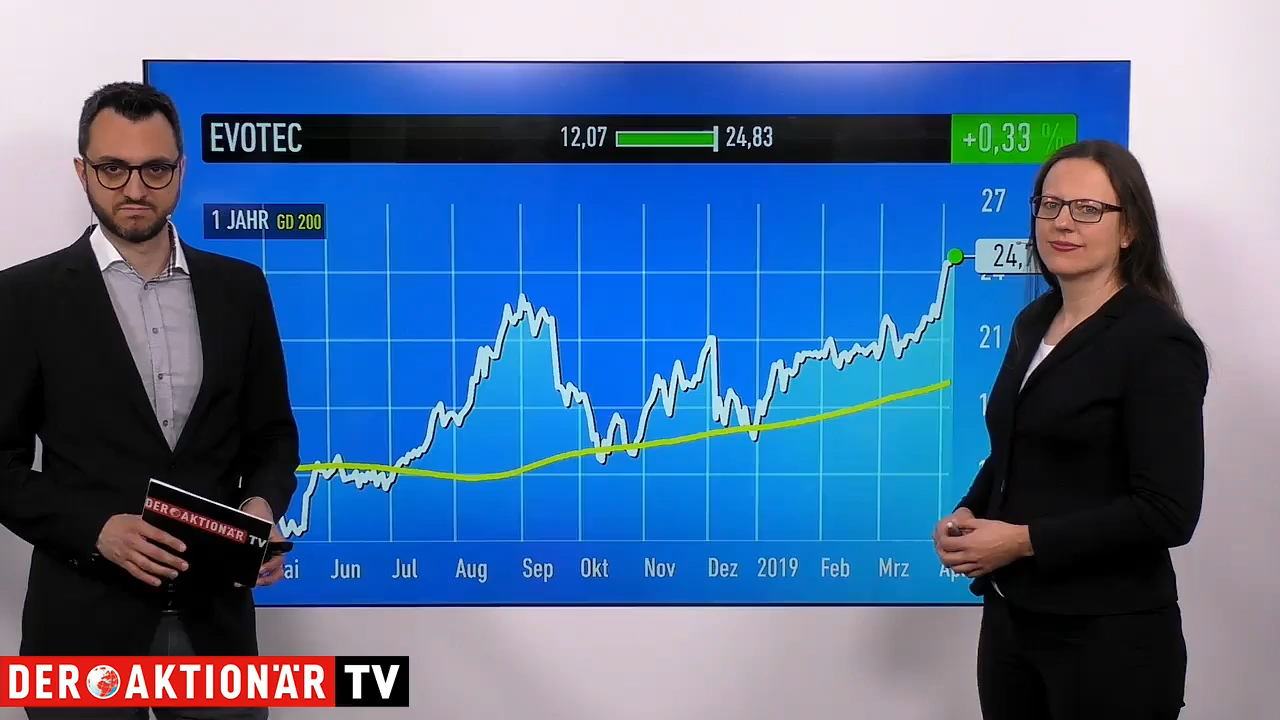 EVOTEC 12,07 24,83 +0,33 %
1 JAHR GD 200
27
24
21
Jun Jul Aug Sep Okt Nov Dez 2019 Feb Mrz
DER AKTIONÄR TV
DER AKTIONÄR TV